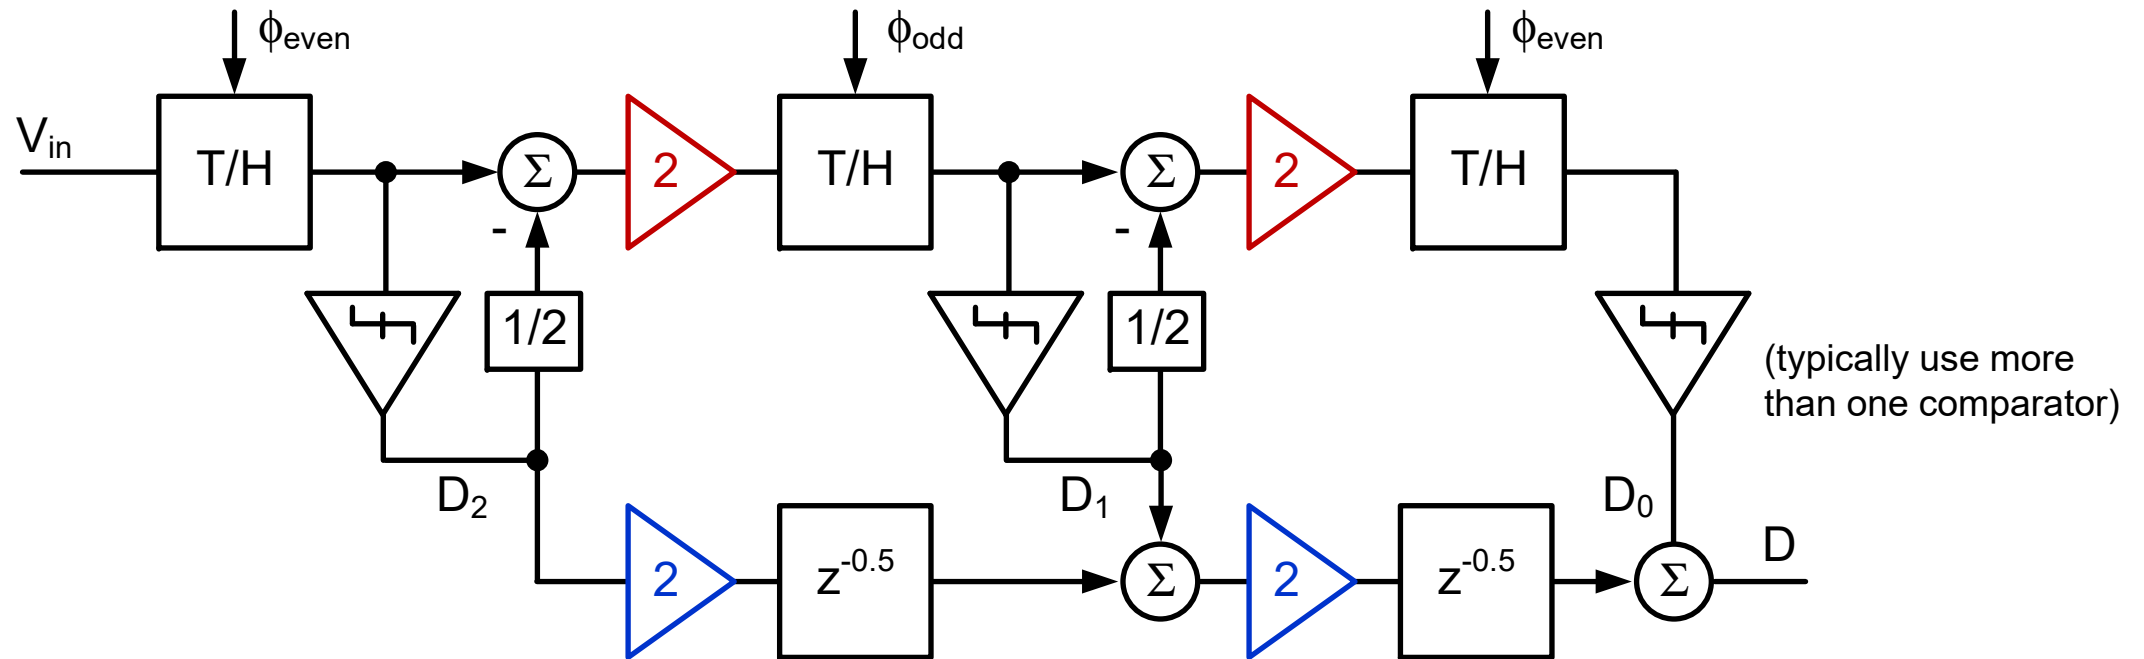 ϕeven
ϕodd
ϕeven
Vin
T/H
Σ
2
T/H
Σ
2
T/H
-
-
1/2
1/2
(typically use more
than one comparator)
D2
D1
D0
2
z-0.5
Σ
2
z-0.5
Σ
D